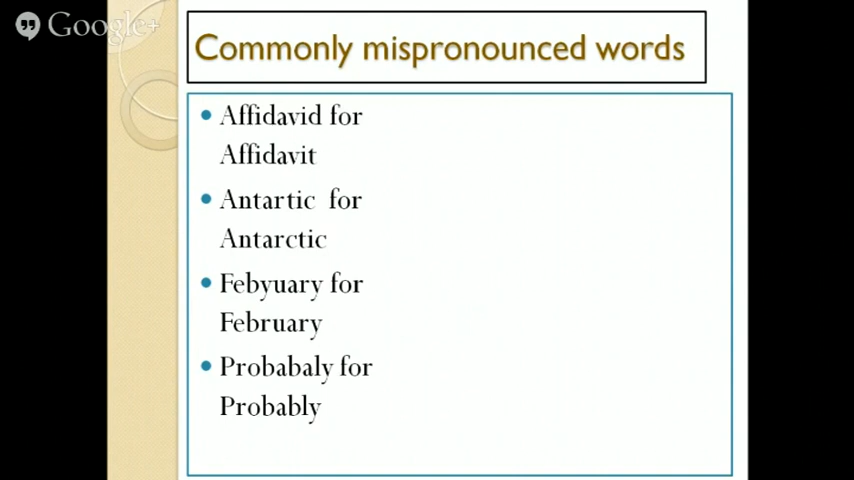 Google+
Commonly mispronounced words
Affidavid for
Affidavit
Antartic for
Antarctic
Febyuary for
February
Probabaly for
Probably